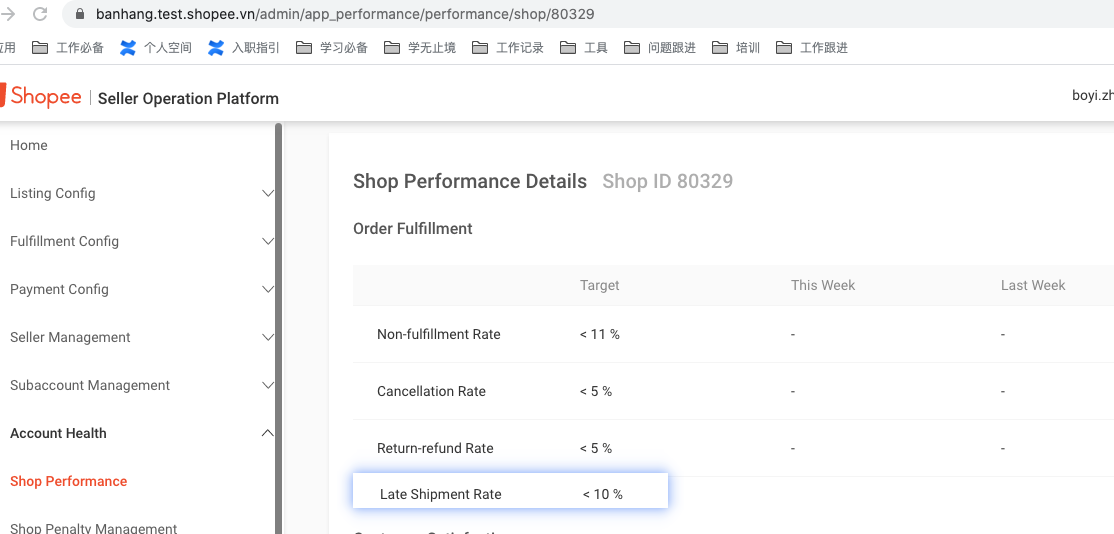 banhang.test.shopee.vn/admin/app_performance/performance/shop/80329
用 工作必备 个人空间 入职指引 学习必备 学无止境 工作记录 工具 问题跟进 培训 工作跟进
Shopee | Seller Operation Platform
boyi.zh
Home
Listing Config
Fulfillment Config
Payment Config
Seller Management
Subaccount Management
Account Health
Shop Performance
Shop Penalty Management
Shop Performance Details Shop ID 80329
Order Fulfillment
Target This Week Last Week
Non-fulfillment Rate < 11 % - -
Cancellation Rate < 5 % - -
Return-refund Rate < 5 % - -
Late Shipment Rate < 10 %